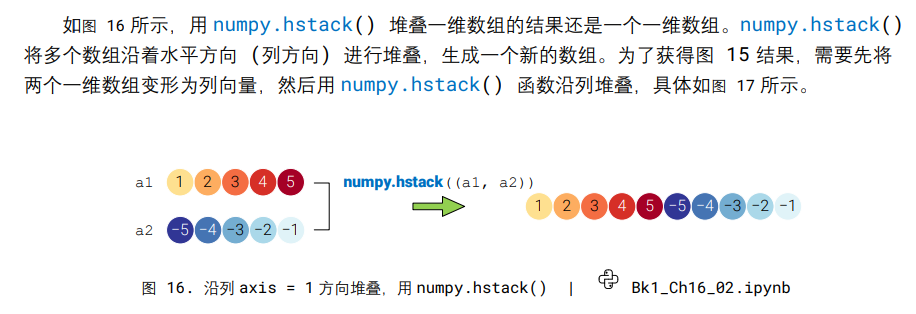 如图 16 所示，用 numpy.hstack() 堆叠一维数组的结果还是一个一维数组。numpy.hstack()
将多个数组沿着水平方向 (列方向) 进行堆叠，生成一个新的数组。为了获得图 15 结果，需要先将
两个一维数组变形为列向量，然后用 numpy.hstack() 函数沿列堆叠，具体如图 17 所示。
a1 1 2 3 4 5
numpy.hstack((a1, a2))
1 2 3 4 5 -5 -4 -3 -2 -1
a2 -5 -4 -3 -2 -1
图 16. 沿列 axis = 1 方向堆叠，用 numpy.hstack() | Bk1_Ch16_02.ipynb